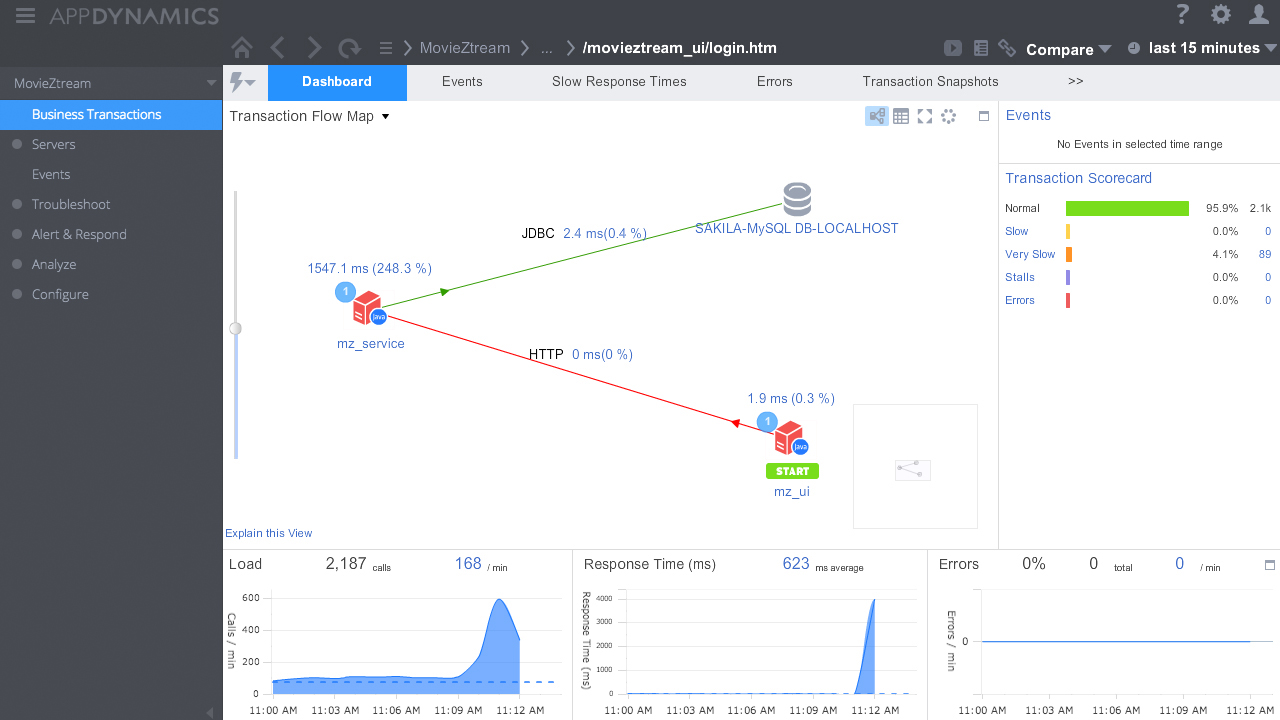 APPDYNAMICS
?
MovieZtream ... /movieztream_ui/login.htm
Compare last 15 minutes
MovieZtream
Business Transactions
Servers
Events
Troubleshoot
Alert & Respond
Analyze
Configure
Dashboard Events Slow Response Times Errors Transaction Snapshots >>
Transaction Flow Map
SAKILA-MySQL DB-LOCALHOST
JDBC 2.4 ms(0.4 %)
1547.1 ms (248.3 %)
1
java
mz_service
HTTP 0 ms(0 %)
1.9 ms (0.3 %)
1
java
START
mz_ui
Explain this View
Events
No Events in selected time range
Transaction Scorecard
Normal 95.9% 2.1k
Slow 0.0% 0
Very Slow 4.1% 89
Stalls 0.0% 0
Errors 0.0% 0
Load 2,187 calls 168 / min
Calls / min
600
400
200
0
11:00 AM 11:03 AM 11:06 AM 11:09 AM 11:12 AM
Response Time (ms) 623 ms average
Response Time (ms)
4000
3000
2000
1000
0
11:00 AM 11:03 AM 11:06 AM 11:09 AM 11:12 AM
Errors 0% 0 total 0 / min
Errors / min
0
11:00 AM 11:03 AM 11:06 AM 11:09 AM 11:12 AM